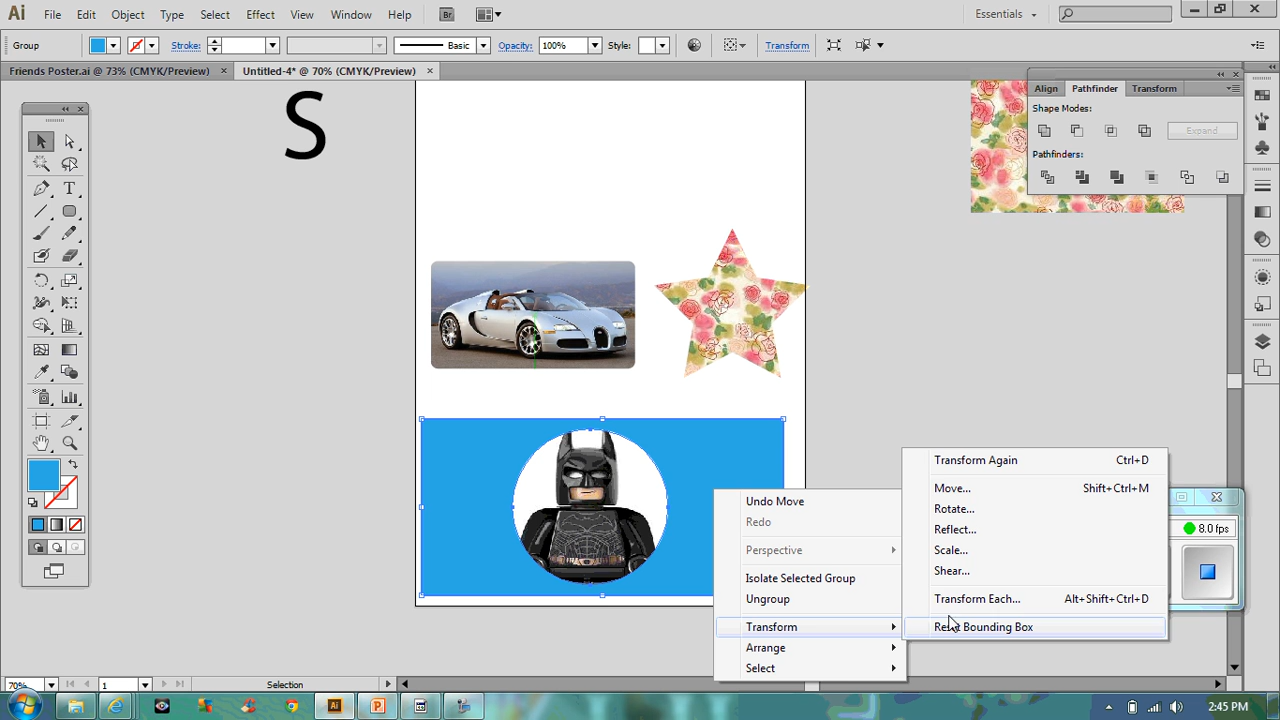 Ai File Edit Object Type Select Effect View Window Help Br Essentials
Group Stroke: Basic Opacity: 100% Style: Transform
Friends Poster.ai @ 73% (CMYK/Preview) × Untitled-4* @ 70% (CMYK/Preview) ×
S
Align Pathfinder Transform
Shape Modes:
Expand
Pathfinders:
T
Transform Again Ctrl+D
Move... Shift+Ctrl+M
Rotate...
Reflect...
Scale...
Shear...
Transform Each... Alt+Shift+Ctrl+D
Reset Bounding Box
Undo Move
Redo
Perspective
Isolate Selected Group
Ungroup
Transform
Arrange
Select
8.0 fps
70% 1 Selection
Ai P 2:45 PM